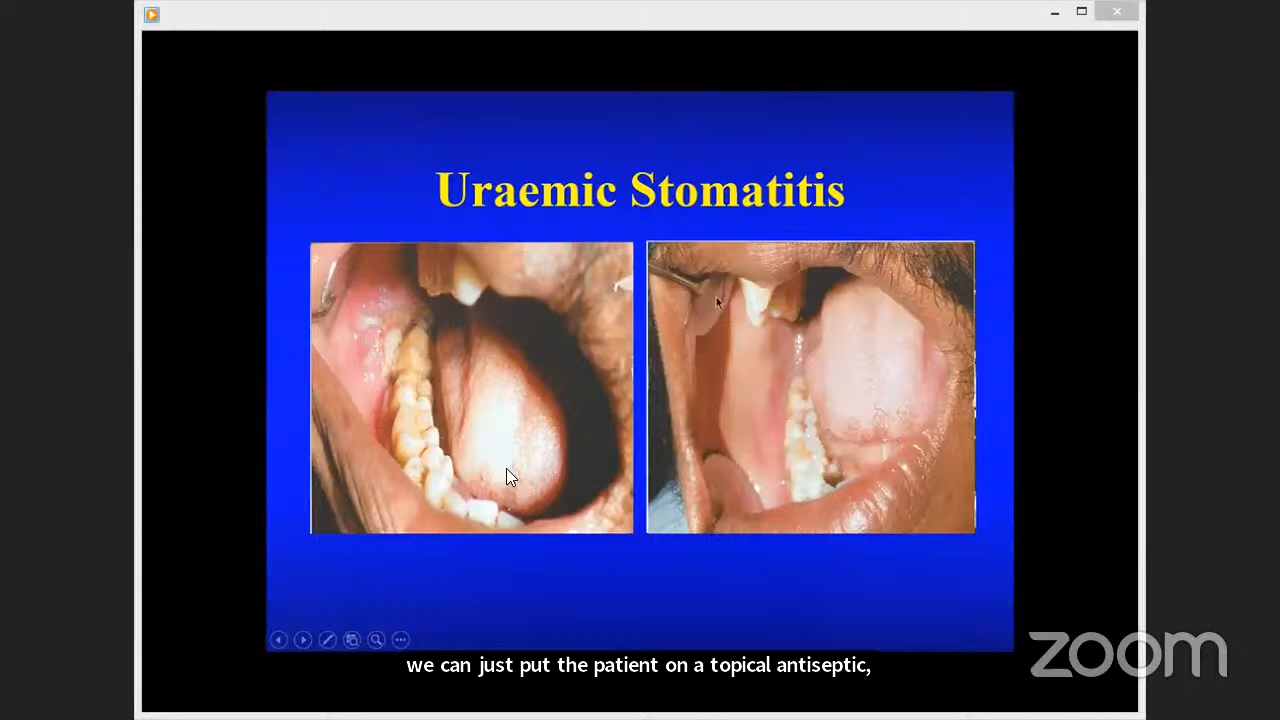 Uraemic Stomatitis
we can just put the patient on a topical antiseptic,
zoom